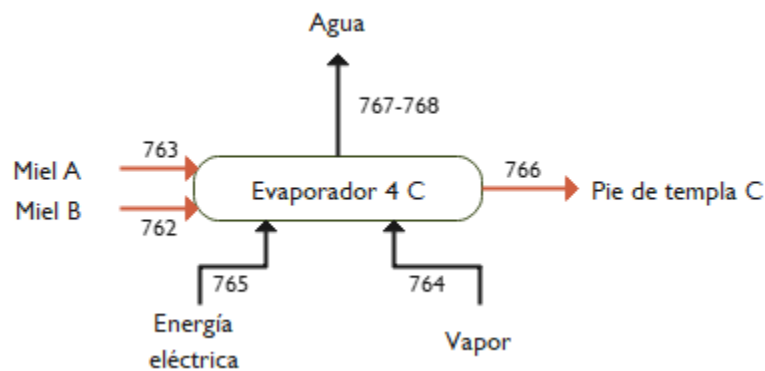 Agua
767-768
763
Miel A
766
Evaporador 4 C
Pie de templa C
Miel B
762
765
764
Energía
eléctrica
Vapor